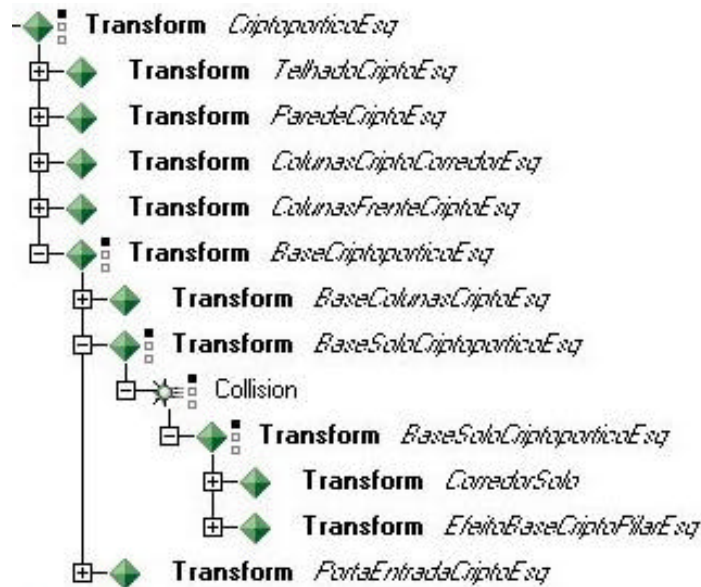 Transform CriptoporticoEsq
Transform TelhadoCriptoEsq
Transform ParedeCriptoEsq
Transform ColunasCriptoCorredorEsq
Transform ColunasFrenteCriptoEsq
Transform BaseCriptoporticoEsq
Transform BaseColunasCriptoEsq
Transform BaseSoloCriptoporticoEsq
Collision
Transform BaseSoloCriptoporticoEsq
Transform CorredorSolo
Transform EfeitoBaseCriptoPilarEsq
Transform PortaEntradaCriptoEsq